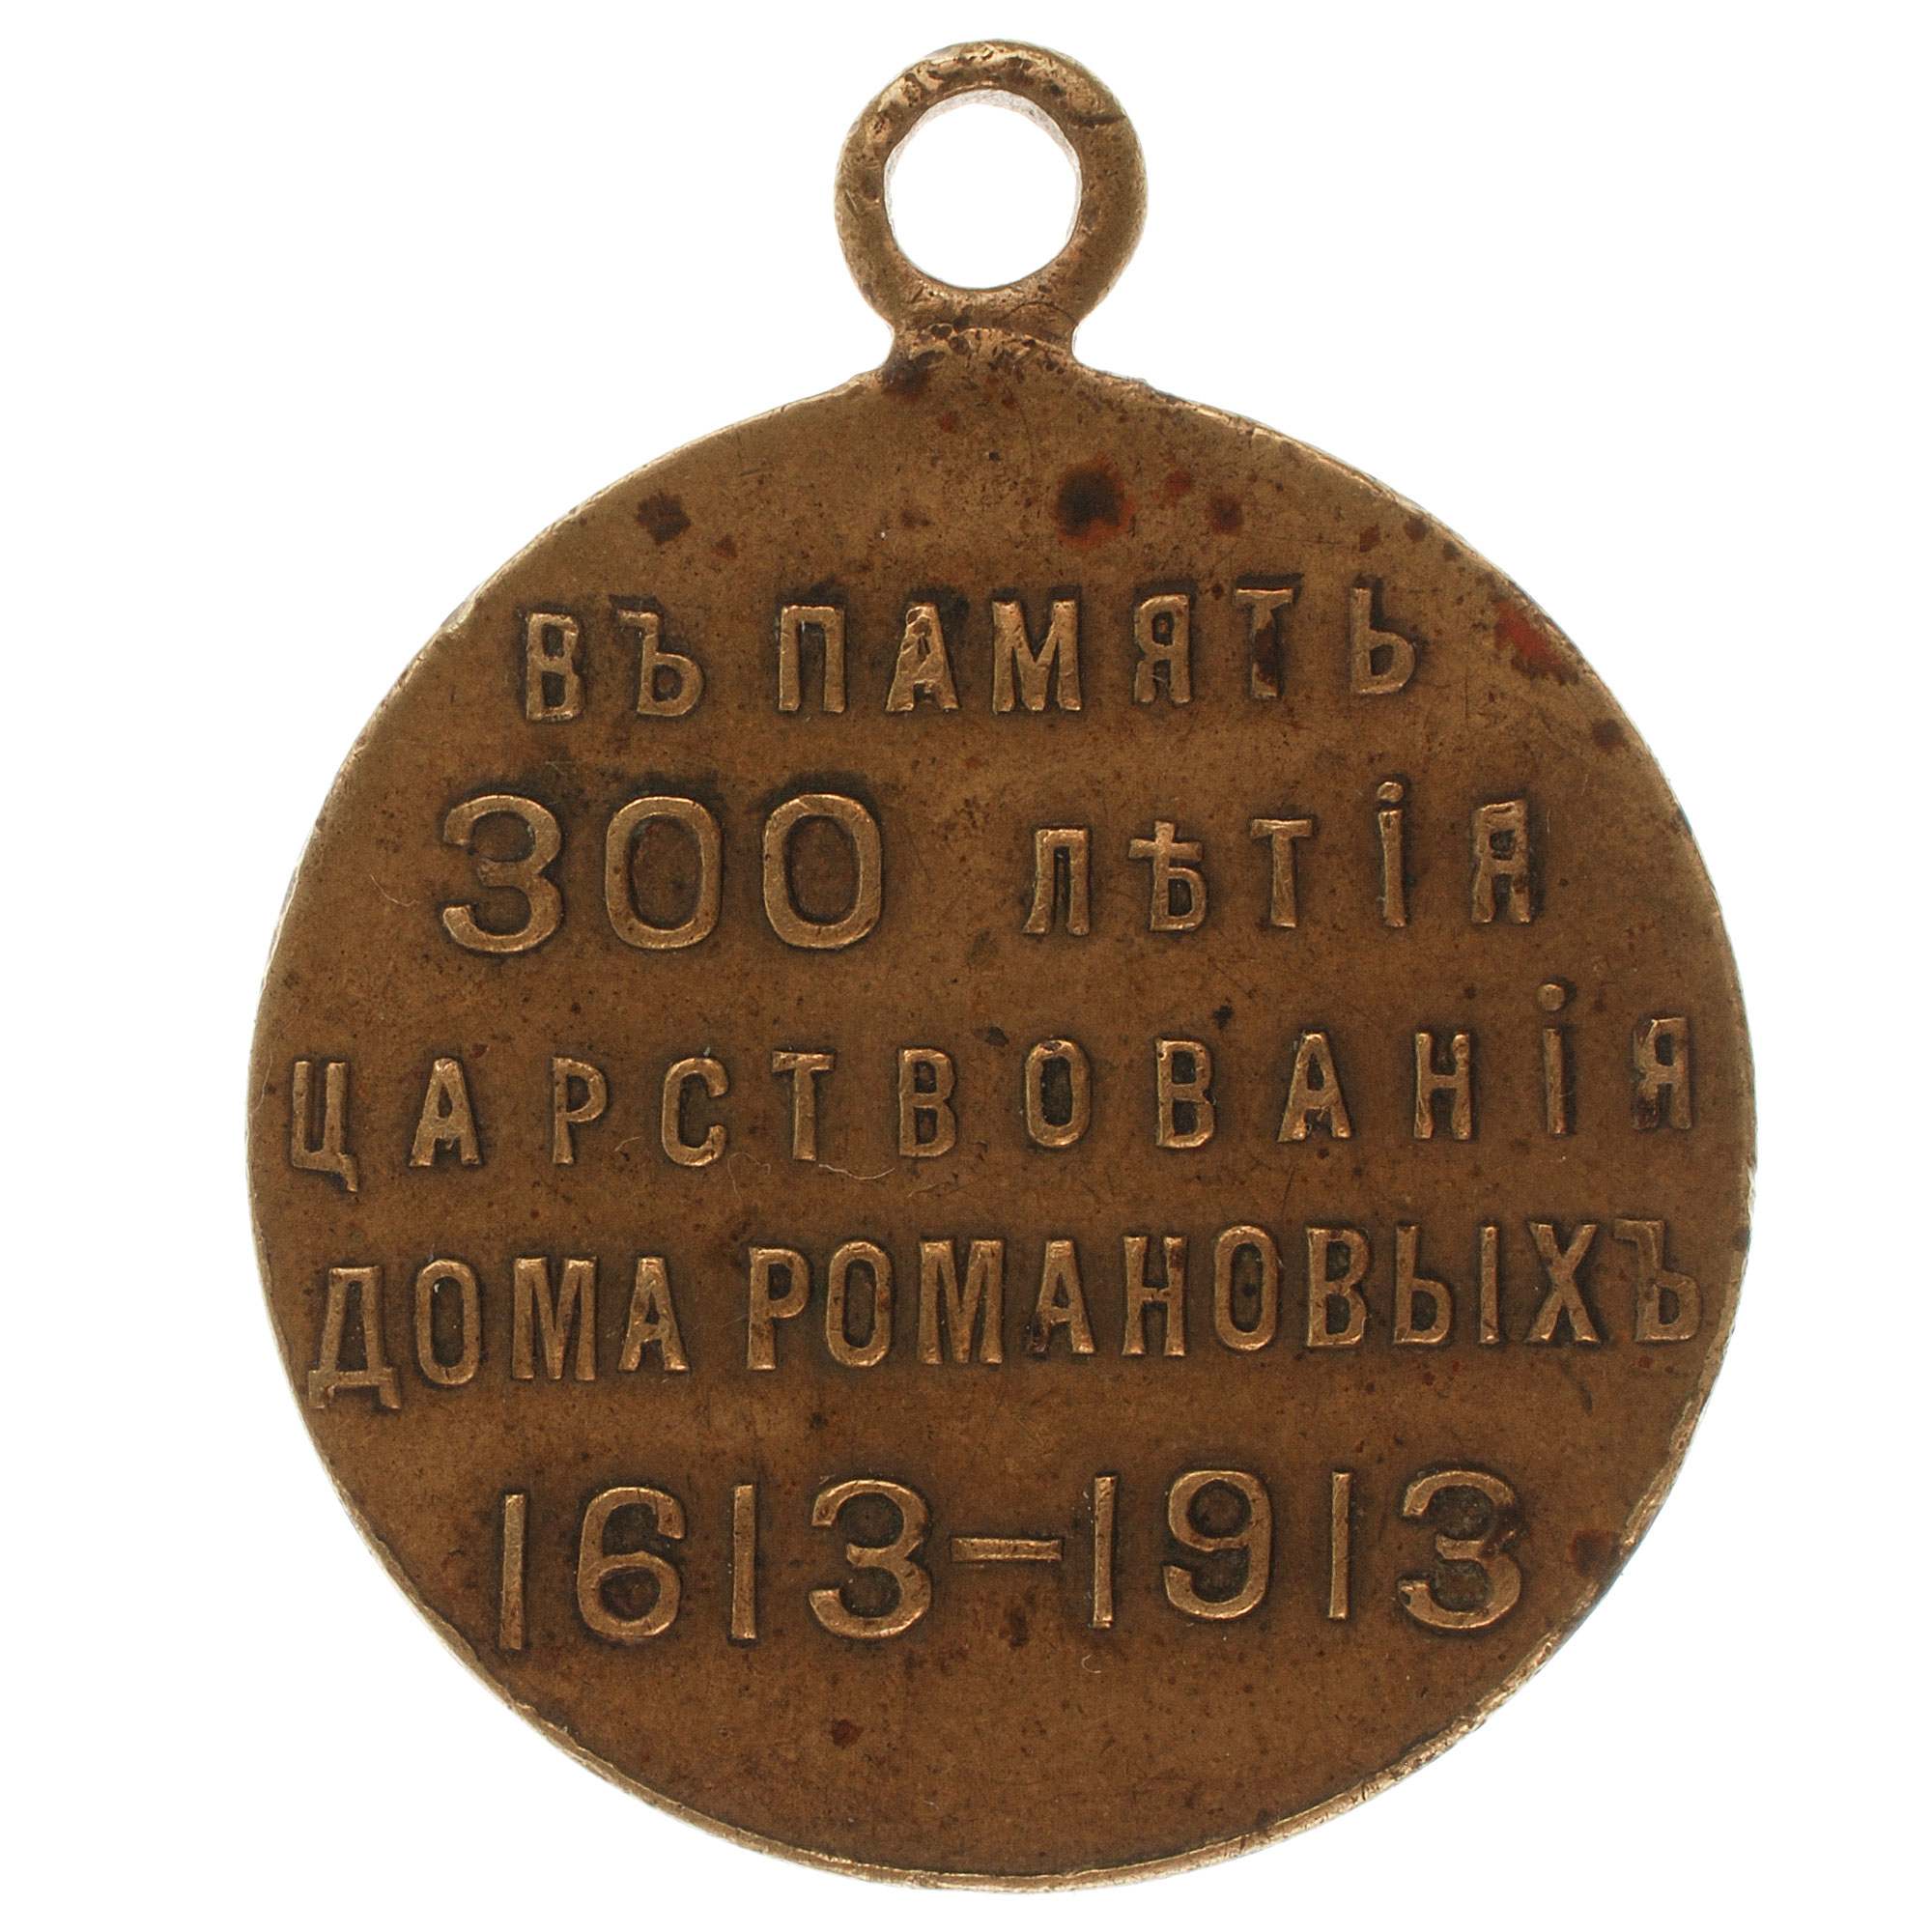 ВЪ ПАМЯТЬ
300 ЛѢТІЯ
ЦАРСТВОВАНІЯ
ДОМА РОМАНОВЫХЪ
1613-1913